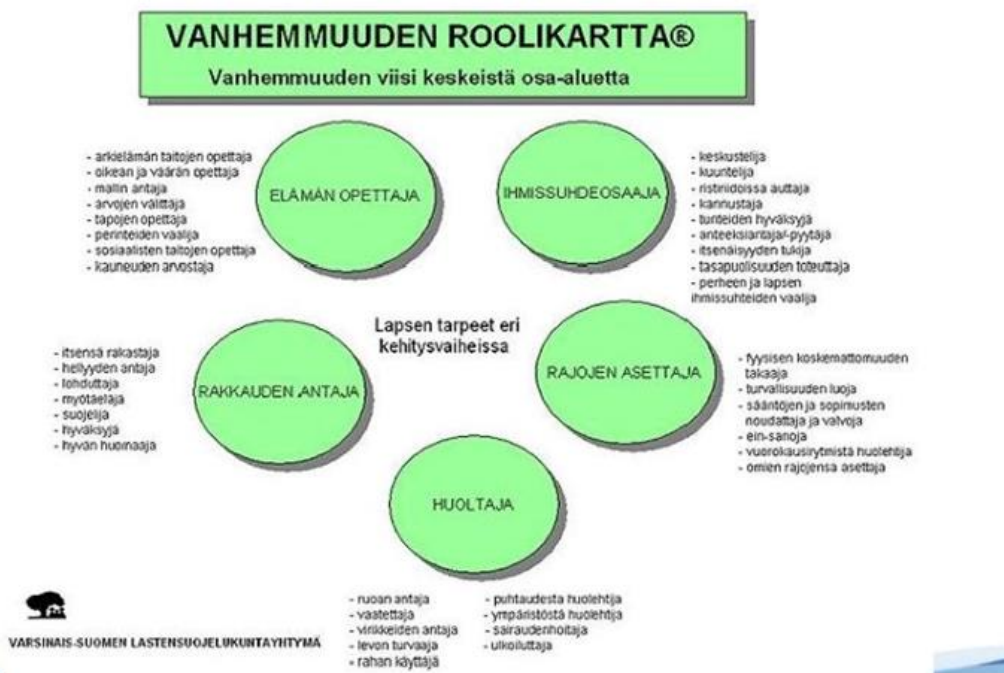 VANHEMMUUDEN ROOLIKARTTA®
Vanhemmuuden viisi keskeistä osa-aluetta
- arkielämän taitojen opettaja
- oikean ja väärän opettaja
- mallin antaja
- arvojen välittäjä
- tapojen opettaja
- perinteiden vaalija
- sosiaalisten taitojen opettaja
- kauneuden arvostaja
ELÄMÄN OPETTAJA
IHMISSUHDEOSAAJA
- keskustelija
- kuuntelija
- ristiriidoissa auttaja
- kannustaja
- tunteiden hyväksyjä
- anteeksiantaja/-pyytäjä
- itsenäisyyden tukija
- tasapuolisuuden toteuttaja
- perheen ja lapsen
ihmissuhteiden vaalija
Lapsen tarpeet eri
kehitysvaiheissa
- itsensä rakastaja
- hellyyden antaja
- lohduttaja
- myötäeläjä
- suojelija
- hyväksyjä
- hyvän huomaaja
RAKKAUDEN ANTAJA
RAJOJEN ASETTAJA
- fyysisen koskemattomuuden
takaaja
- turvallisuuden luoja
- sääntöjen ja sopimusten
noudattaja ja valvoja
- ein-sanoja
- vuorokausirytmistä huolehtija
- omien rajojensa asettaja
HUOLTAJA
- ruoan antaja
- vaatettaja
- virikkeiden antaja
- levon turvaaja
- rahan käyttäjä
- puhtaudesta huolehtija
- ympäristöstä huolehtija
- sairaudenhoitaja
- ulkoiluttaja
VARSINAIS-SUOMEN LASTENSUOJELUKUNTAYHTYMÄ